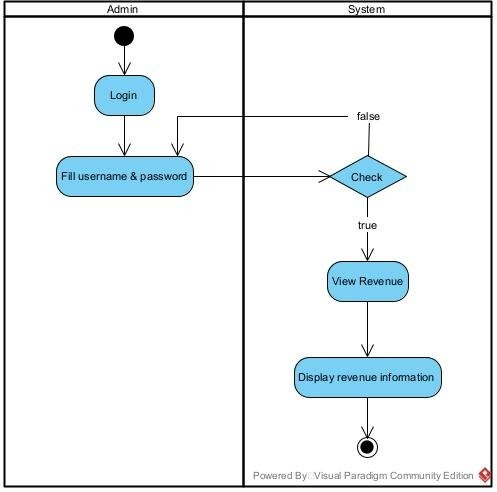 Admin
System
Login
false
Fill username & password
Check
true
View Revenue
Display revenue information
Powered By Visual Paradigm Community Edition